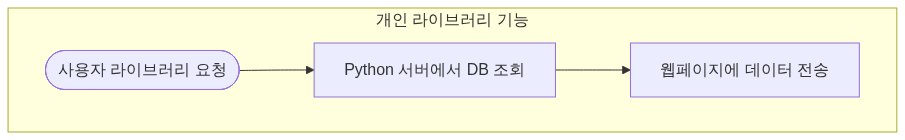 개인 라이브러리 기능
사용자 라이브러리 요청
Python 서버에서 DB 조회
웹페이지에 데이터 전송